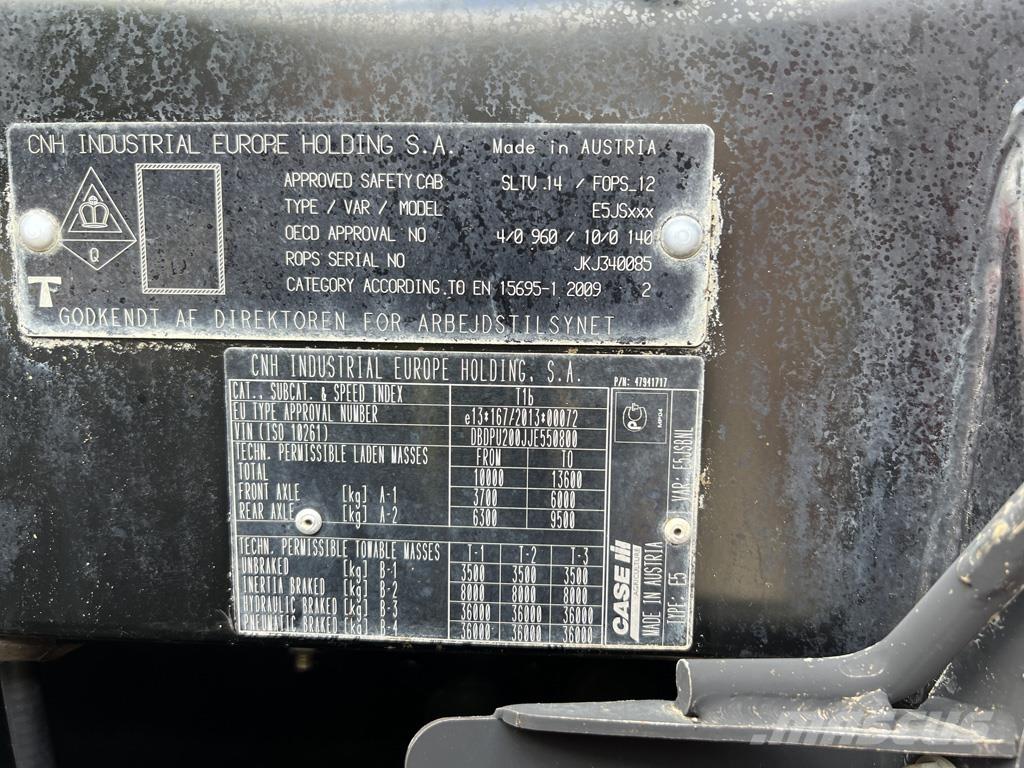 CNH INDUSTRIAL EUROPE HOLDING S.A. Made in AUSTRIA
APPROVED SAFETY CAB SLTV.14 / FOPS_12
TYPE / VAR / MODEL E5JSxxx
OECD APPROVAL NO 4/0 960 / 10/0 140
ROPS SERIAL NO JKJ340085
CATEGORY ACCORDING.TO EN 15695-1 2009 2
Q
GODKENDT AF DIREKTOREN FOR ARBEJDSTILSYNET
CNH INDUSTRIAL EUROPE HOLDING, S.A. P/N: 47941717
CAT., SUBCAT. & SPEED INDEX T1b
EU TYPE APPROVAL NUMBER e13*167/2013*00072
VIN (ISO 10261) DBDPU200JJE550800
TECHN. PERMISSIBLE LADEN MASSES FROM TO
TOTAL 10000 13600
FRONT AXLE [kg] A-1 3700 6000
REAR AXLE [kg] A-2 6300 9500
TECHN. PERMISSIBLE TOWABLE MASSES T-1 T-2 T-3
UNBRAKED [kg] B-1 3500 3500 3500
INERTIA BRAKED [kg] B-2 8000 8000 8000
HYDRAULIC BRAKED [kg] B-3 36000 36000 36000
PNEUMATIC BRAKED [kg] B-4 36000 36000 36000
CASE IH
AGRICULTURE
MADE IN AUSTRIA
TYPE: E5 VAR: E5JSBNL
MASCUS